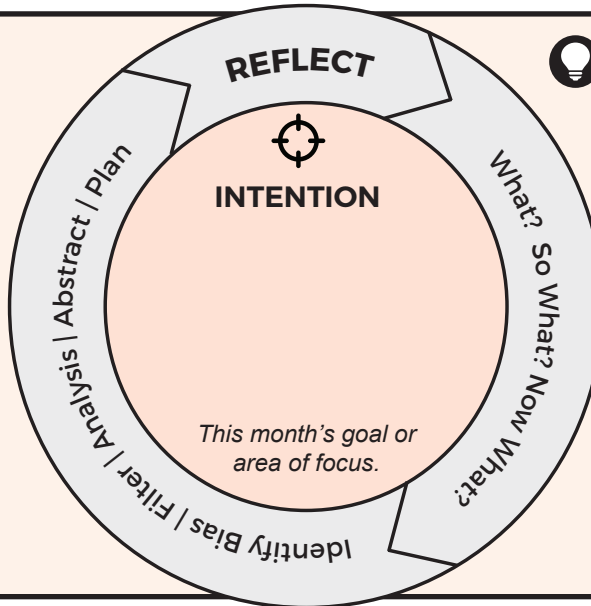 REFLECT
What? So What? Now What?
Identify Bias | Filter | Analysis | Abstract | Plan
INTENTION
This month's goal or
area of focus.